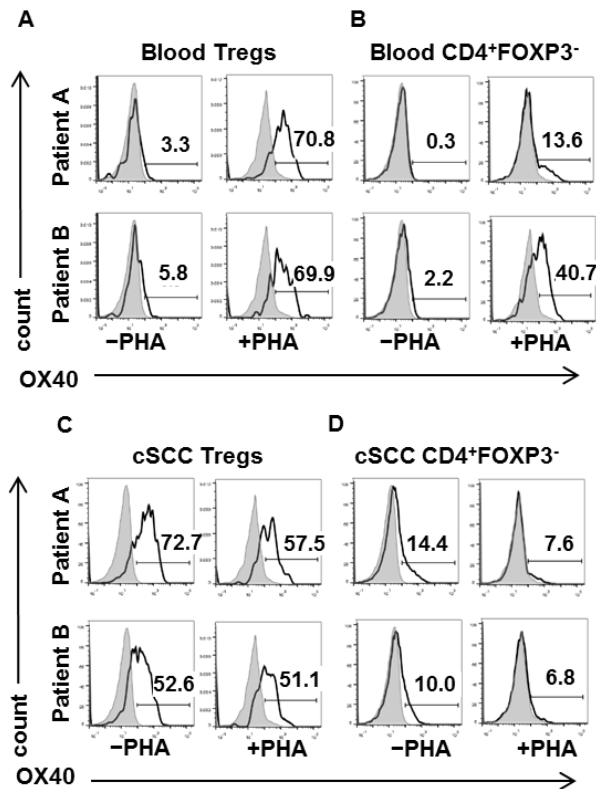 A
B
Blood Tregs
Blood CD4⁺FOXP3⁻
Patient A
3.3
70.8
0.3
13.6
Patient B
5.8
69.9
2.2
40.7
count
−PHA
+PHA
−PHA
+PHA
OX40
C
D
cSCC Tregs
cSCC CD4⁺FOXP3⁻
Patient A
72.7
57.5
14.4
7.6
Patient B
52.6
51.1
10.0
6.8
count
−PHA
+PHA
−PHA
+PHA
OX40